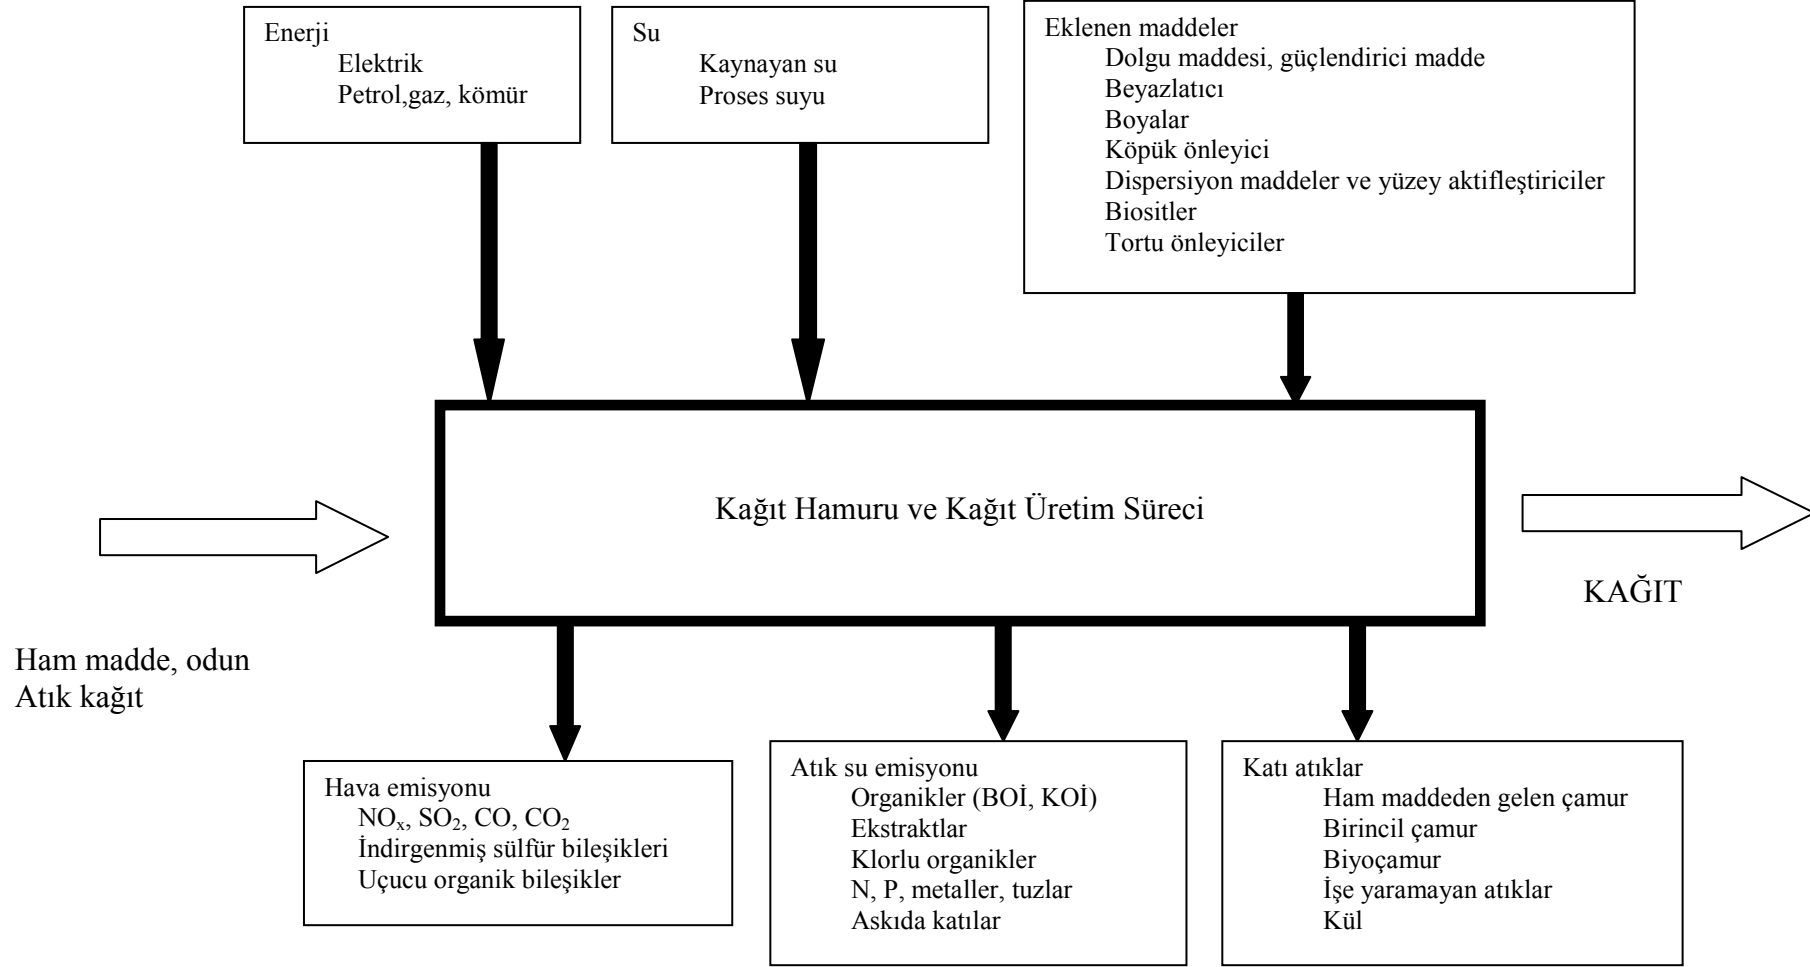 Enerji
Elektrik
Petrol,gaz, kömür
Su
Kaynayan su
Proses suyu
Eklenen maddeler
Dolgu maddesi, güçlendirici madde
Beyazlatıcı
Boyalar
Köpük önleyici
Dispersiyon maddeler ve yüzey aktifleştiriciler
Biositler
Tortu önleyiciler
Kağıt Hamuru ve Kağıt Üretim Süreci
KAĞIT
Ham madde, odun
Atık kağıt
Hava emisyonu
NOₓ, SO₂, CO, CO₂
İndirgenmiş sülfür bileşikleri
Uçucu organik bileşikler
Atık su emisyonu
Organikler (BOİ, KOİ)
Ekstraktlar
Klorlu organikler
N, P, metaller, tuzlar
Askıda katılar
Katı atıklar
Ham maddeden gelen çamur
Birincil çamur
Biyoçamur
İşe yaramayan atıklar
Kül